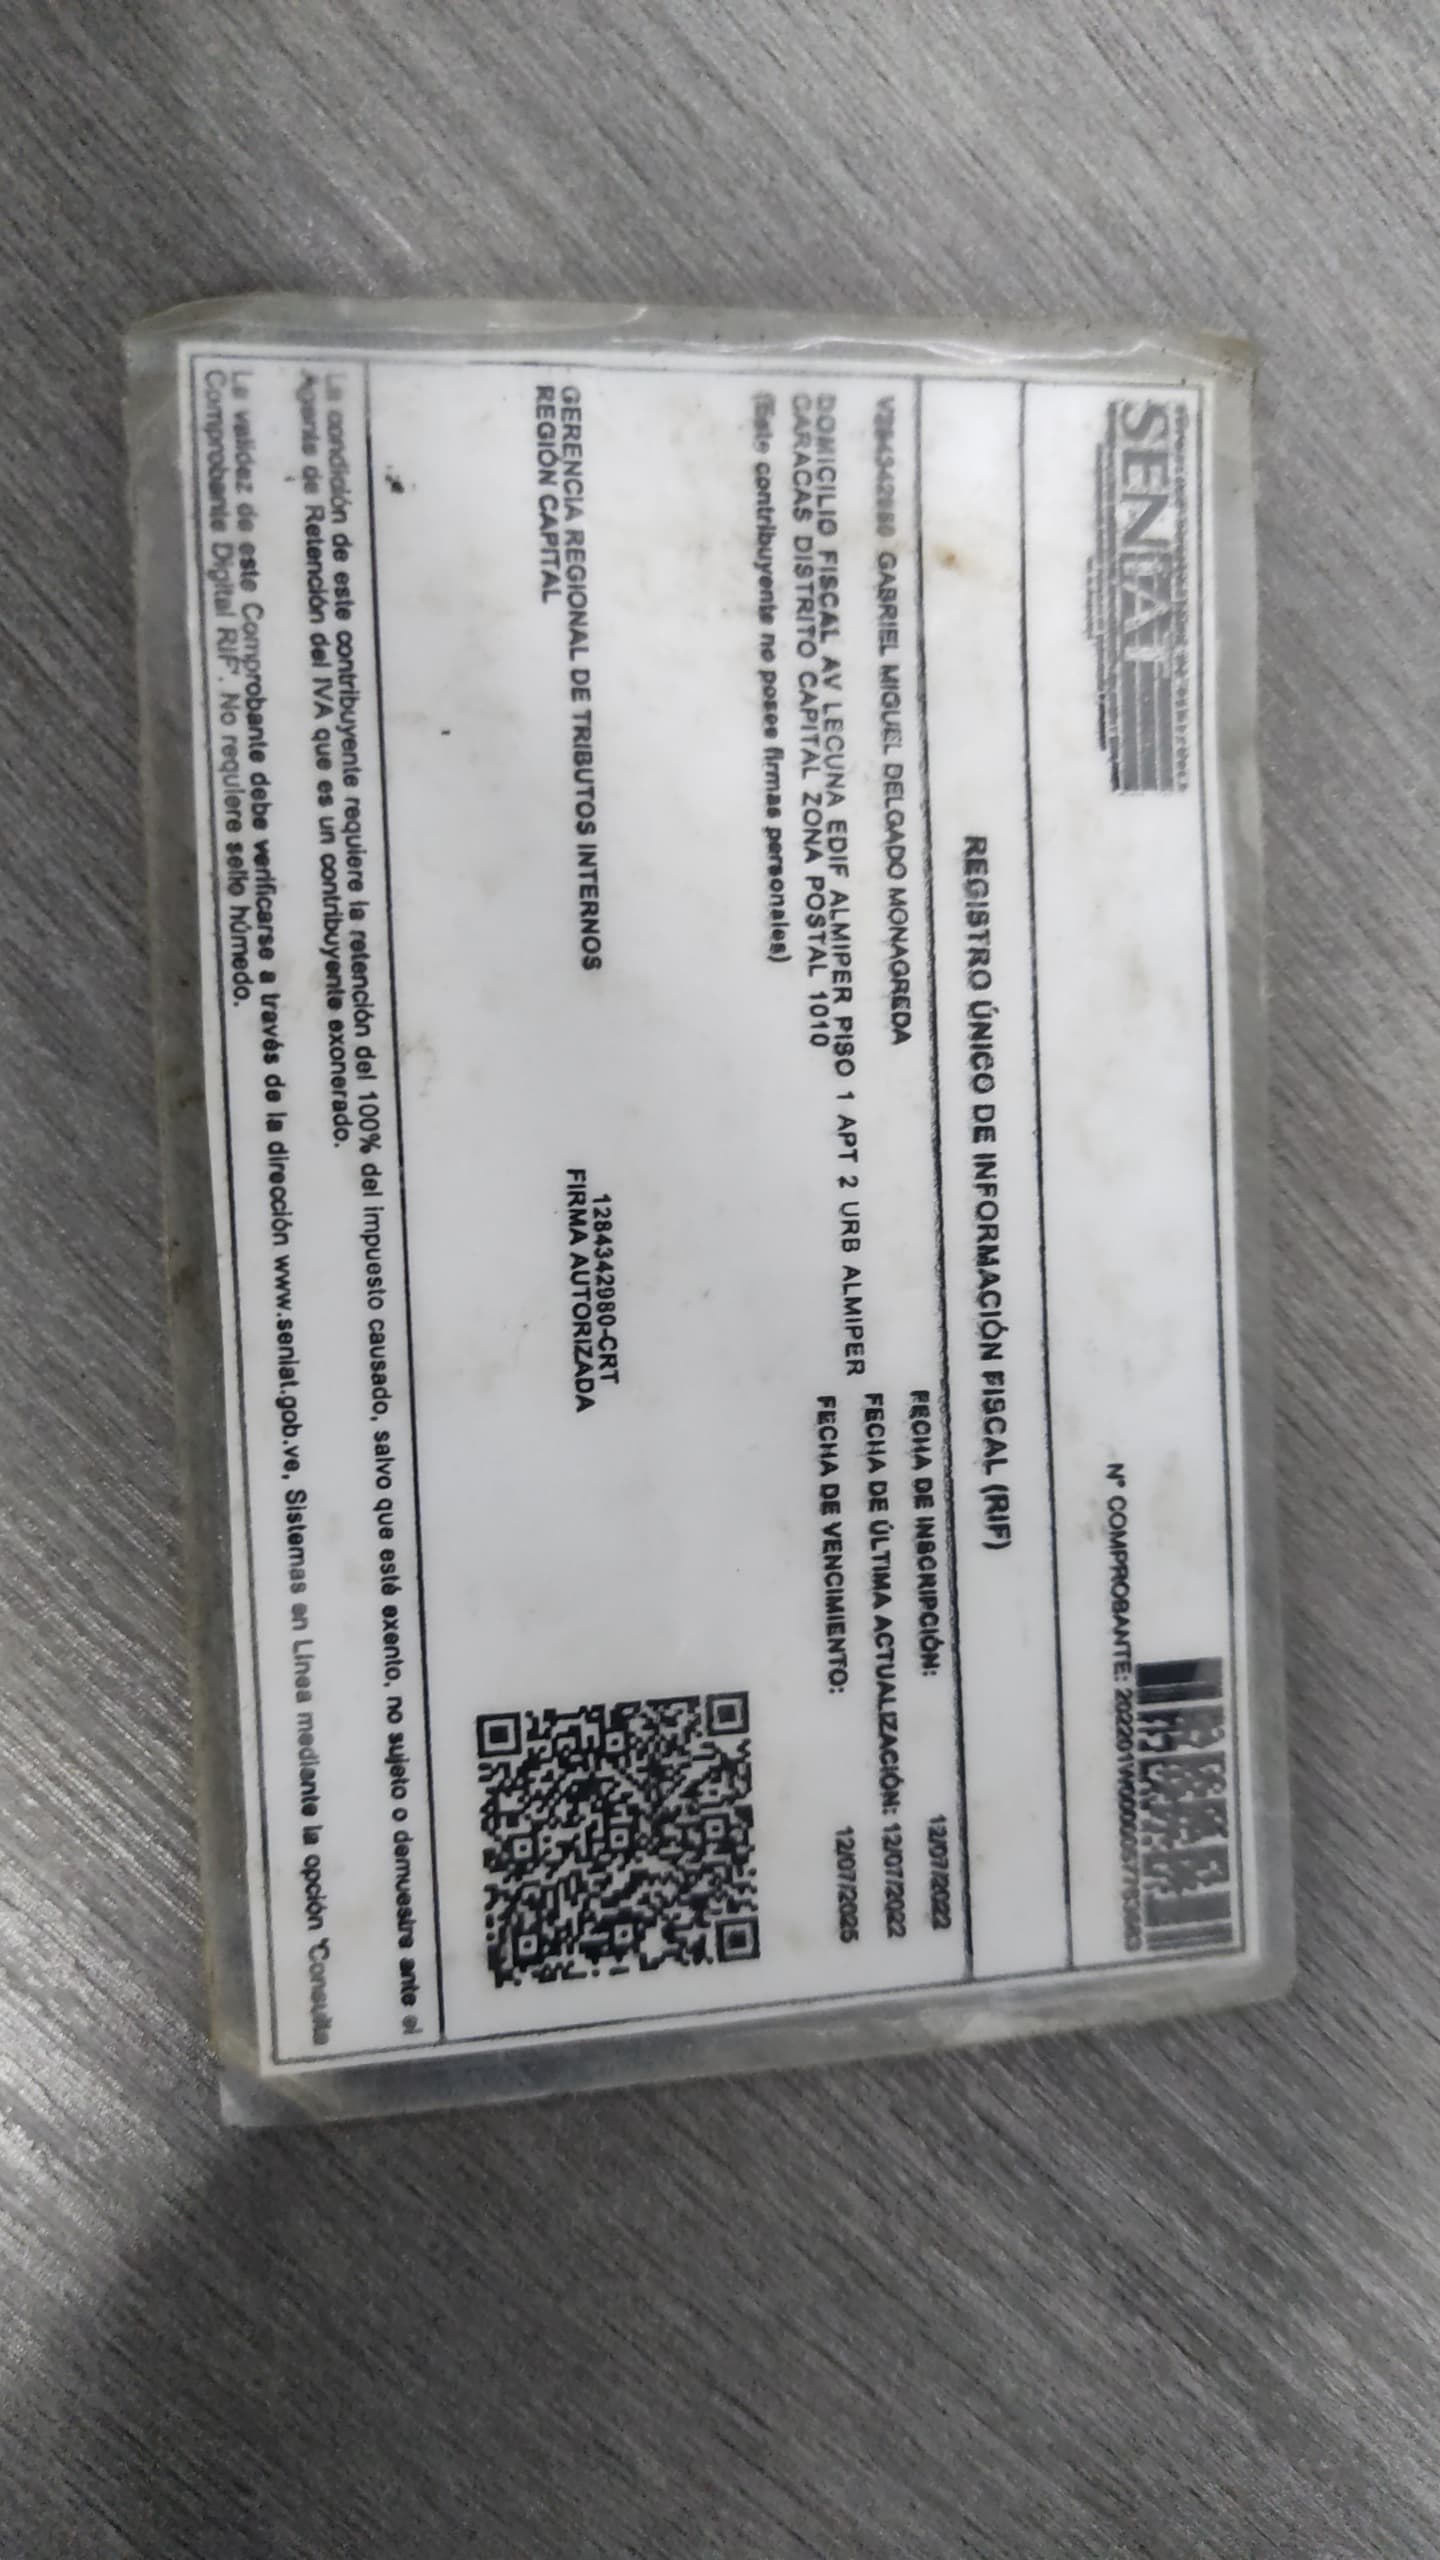 SENIAT
N° COMPROBANTE:
REGISTRO ÚNICO DE INFORMACIÓN FISCAL (RIF)
GABRIEL MIGUEL DELGADO MONAGREDA
FECHA DE INSCRIPCIÓN: 12/07/2022
DOMICILIO FISCAL AV LECUNA EDIF ALMIPER PISO 1 APT 2 URB ALMIPER
CARACAS DISTRITO CAPITAL ZONA POSTAL 1010
FECHA DE ÚLTIMA ACTUALIZACIÓN: 12/07/2022
FECHA DE VENCIMIENTO: 12/07/2025
(Este contribuyente no posee firmas personales)
GERENCIA REGIONAL DE TRIBUTOS INTERNOS
REGIÓN CAPITAL
1284342980-CRT
FIRMA AUTORIZADA
La condición de este contribuyente requiere la retención del 100% del impuesto causado, salvo que esté exento, no sujeto o demuestre ante el
Agente de Retención del IVA que es un contribuyente exonerado.
La validez de este Comprobante debe verificarse a través de la dirección www.seniat.gob.ve, Sistemas en Línea mediante la opción "Consulta
Comprobante Digital RIF". No requiere sello húmedo.